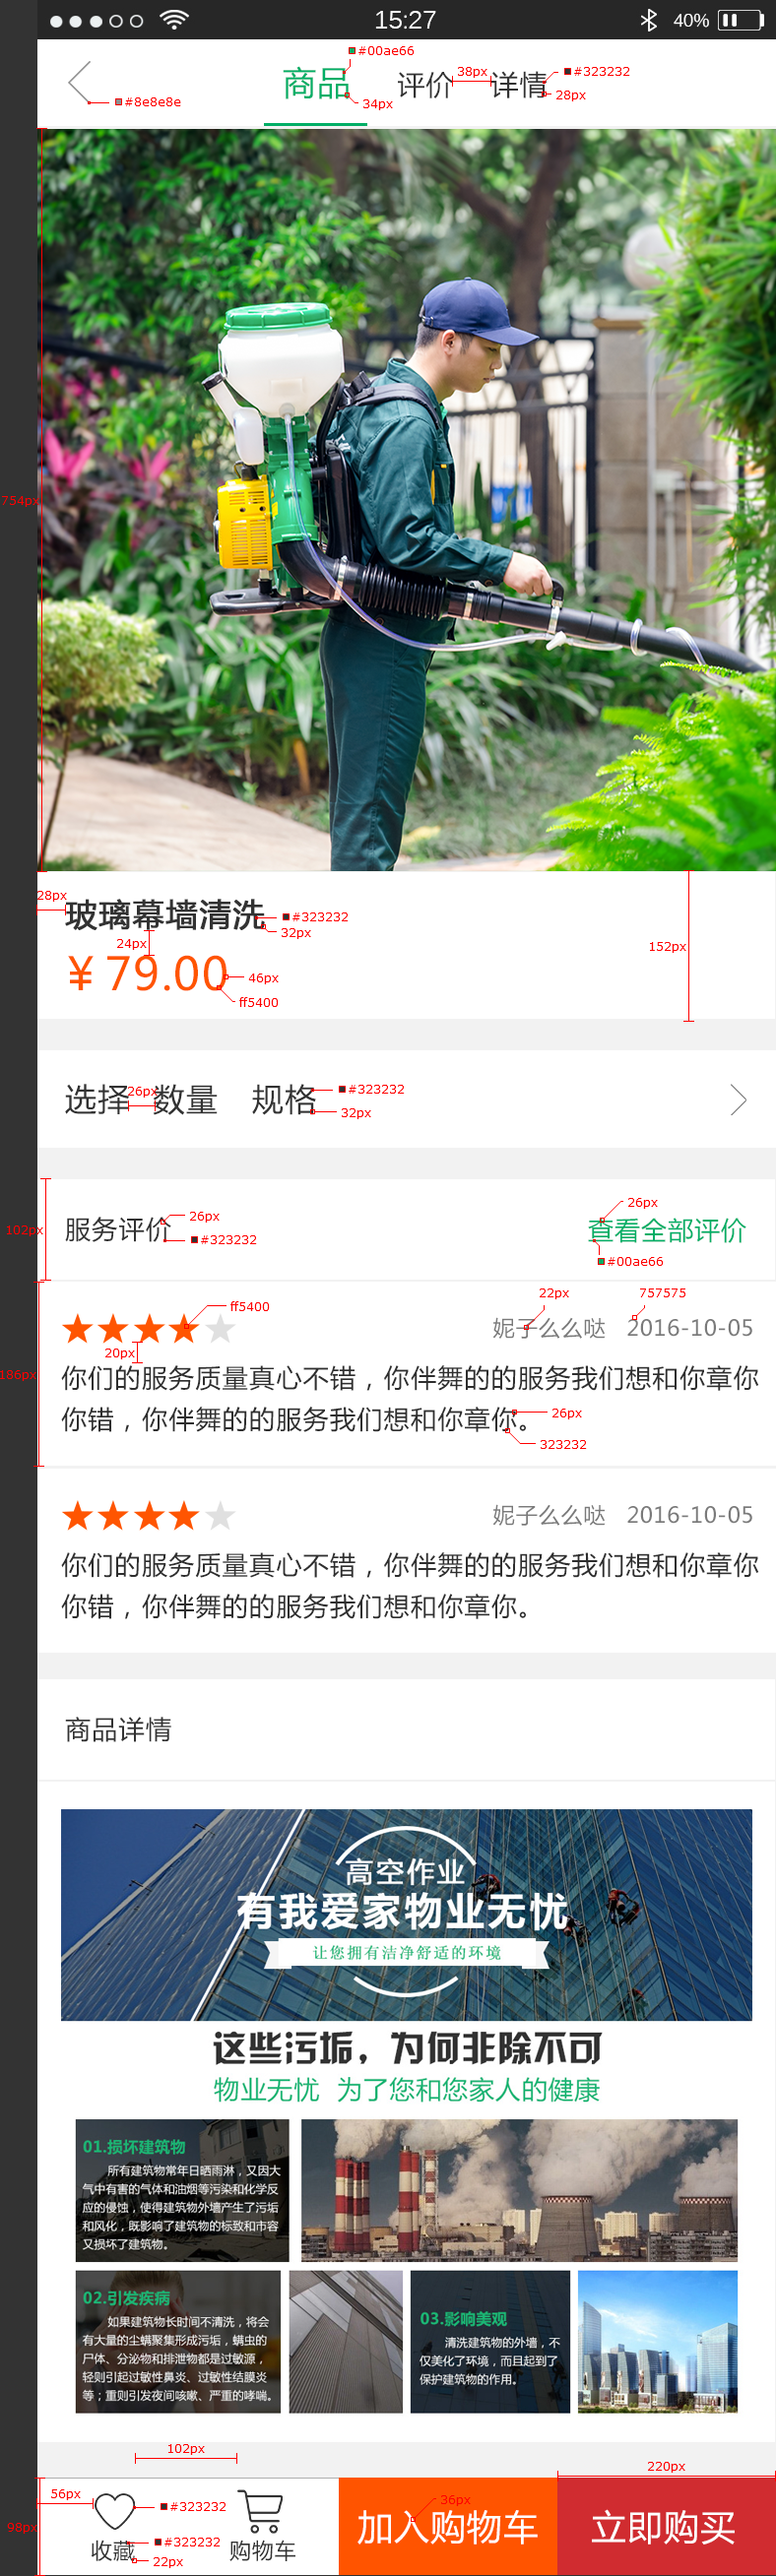 15:27
40%
商品
评价
详情
#00ae66
34px
38px
#323232
28px
#8e8e8e
754px
28px
玻璃幕墙清洗
#323232
32px
24px
¥ 79.00
46px
ff5400
152px
选择 数量 规格
26px
#323232
32px
102px
服务评价
26px
#323232
查看全部评价
26px
#00ae66
186px
ff5400
20px
22px
757575
妮子么么哒 2016-10-05
你们的服务质量真心不错，你伴舞的的服务我们想和你章你
你错，你伴舞的的服务我们想和你章你。
26px
323232
妮子么么哒 2016-10-05
你们的服务质量真心不错，你伴舞的的服务我们想和你章你
你错，你伴舞的的服务我们想和你章你。
商品详情
高空作业
有我爱家物业无忧
让您拥有洁净舒适的环境
这些污垢，为何非除不可
物业无忧 为了您和您家人的健康
01.损坏建筑物
所有建筑物常年日晒雨淋，又因大
气中有害的气体和油烟等污染和化学反
应的侵蚀，使得建筑物外墙产生了污垢
和风化，既影响了建筑物的标致和市容
又损坏了建筑物。
02.引发疾病
如果建筑物长时间不清洗，将会
有大量的尘螨聚集形成污垢，螨虫的
尸体、分泌物和排泄物都是过敏源，
轻则引起过敏性鼻炎、过敏性结膜炎
等；重则引发夜间咳嗽、严重的哮喘。
03.影响美观
清洗建筑物的外墙，不
仅美化了环境，而且起到了
保护建筑物的作用。
102px
220px
56px
98px
#323232
收藏
#323232
22px
购物车
36px
加入购物车
立即购买